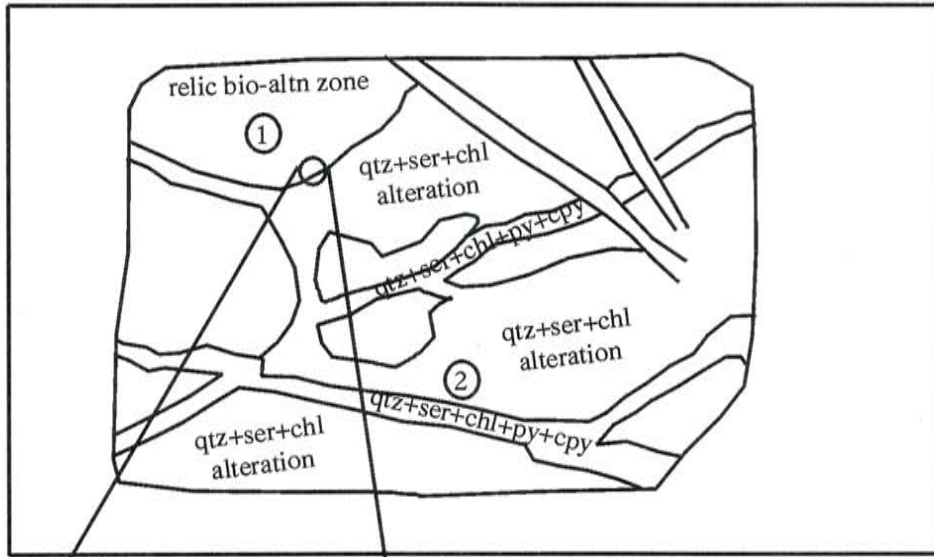 relic bio-altn zone
1
qtz+ser+chl
alteration
qtz+ser+chl+py+cpy
qtz+ser+chl
alteration
2
qtz+ser+chl+py+cpy
qtz+ser+chl
alteration